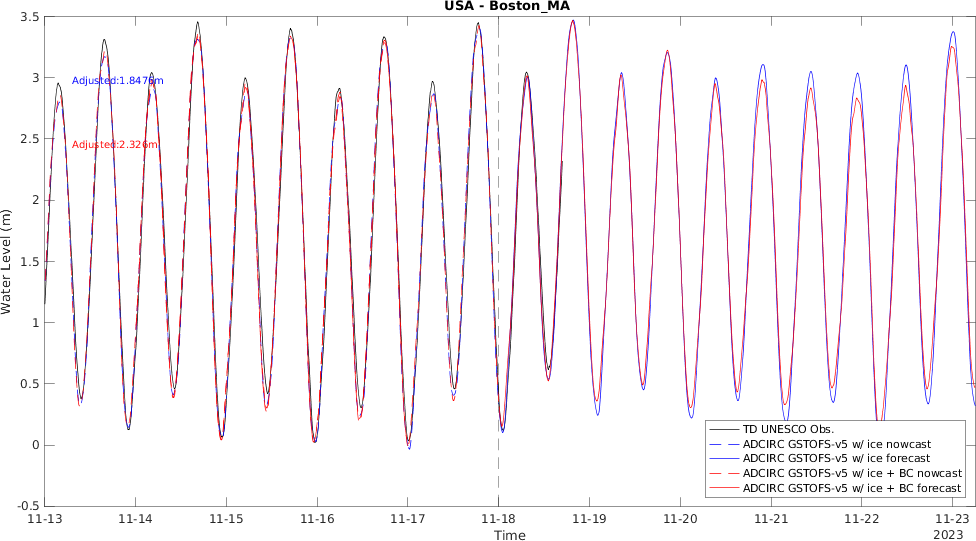 USA - Boston_MA
3.5
3
2.5
2
1.5
1
0.5
0
-0.5
Water Level (m)
Adjusted:1.8476m
Adjusted:2.326m
TD UNESCO Obs.
ADCIRC GSTOFS-v5 w/ ice nowcast
ADCIRC GSTOFS-v5 w/ ice forecast
ADCIRC GSTOFS-v5 w/ ice + BC nowcast
ADCIRC GSTOFS-v5 w/ ice + BC forecast
11-13 11-14 11-15 11-16 11-17 11-18 11-19 11-20 11-21 11-22 11-23
Time
2023